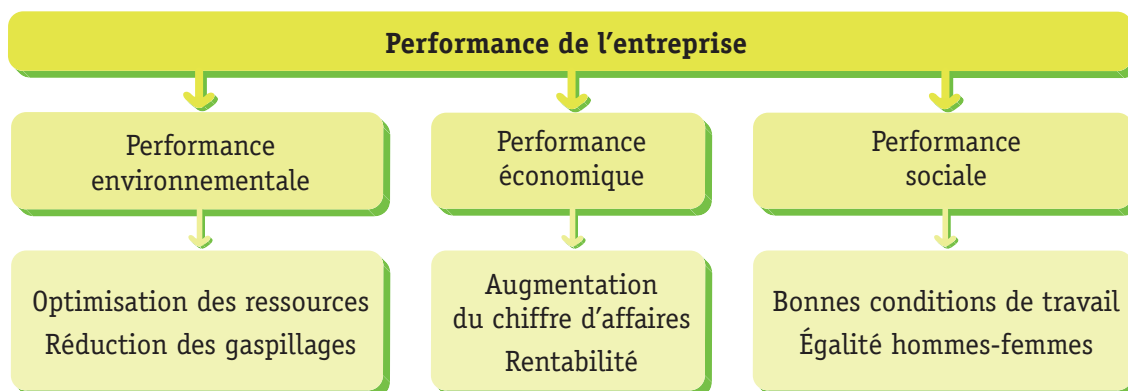 Performance de l’entreprise
Performance
environnementale
Performance
économique
Performance
sociale
Optimisation des ressources
Réduction des gaspillages
Augmentation
du chiffre d’affaires
Rentabilité
Bonnes conditions de travail
Égalité hommes-femmes